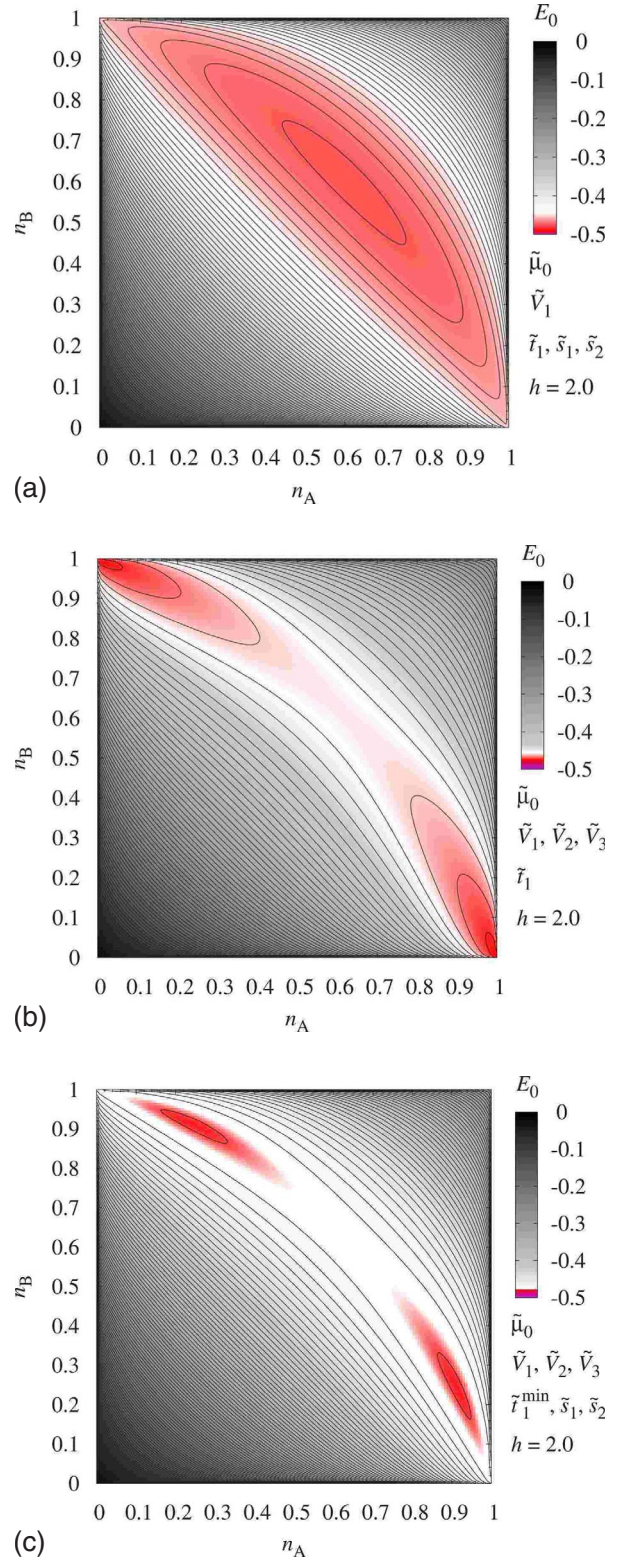 1
0.9
0.8
0.7
0.6
0.5
0.4
0.3
0.2
0.1
0
n_B
0 0.1 0.2 0.3 0.4 0.5 0.6 0.7 0.8 0.9 1
n_A
(a)
E_0
0
-0.1
-0.2
-0.3
-0.4
-0.5
μ̃_0
Ṽ_1
t̃_1, s̃_1, s̃_2
h = 2.0
1
0.9
0.8
0.7
0.6
0.5
0.4
0.3
0.2
0.1
0
n_B
0 0.1 0.2 0.3 0.4 0.5 0.6 0.7 0.8 0.9 1
n_A
(b)
E_0
0
-0.1
-0.2
-0.3
-0.4
-0.5
μ̃_0
Ṽ_1, Ṽ_2, Ṽ_3
t̃_1
h = 2.0
1
0.9
0.8
0.7
0.6
0.5
0.4
0.3
0.2
0.1
0
n_B
0 0.1 0.2 0.3 0.4 0.5 0.6 0.7 0.8 0.9 1
n_A
(c)
E_0
0
-0.1
-0.2
-0.3
-0.4
-0.5
μ̃_0
Ṽ_1, Ṽ_2, Ṽ_3
t̃_1^min, s̃_1, s̃_2
h = 2.0